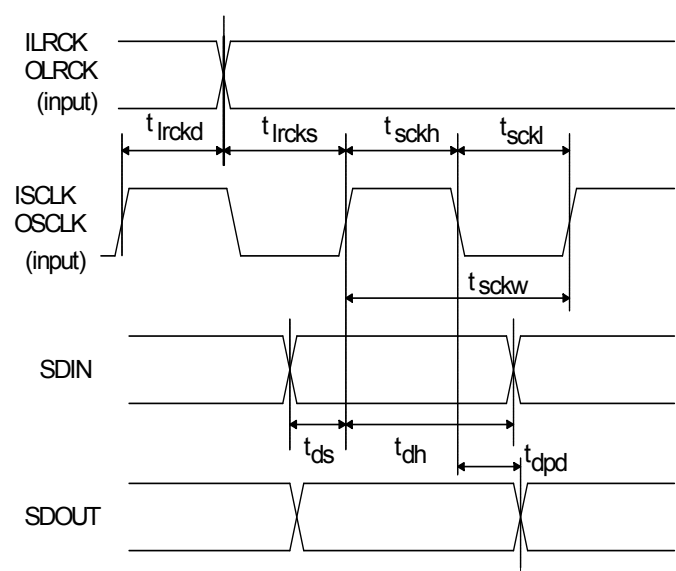 ILRCK
OLRCK
(input)
t lrckd
t lrcks
t sckh
t sckl
ISCLK
OSCLK
(input)
t sckw
SDIN
t ds
t dh
t dpd
SDOUT